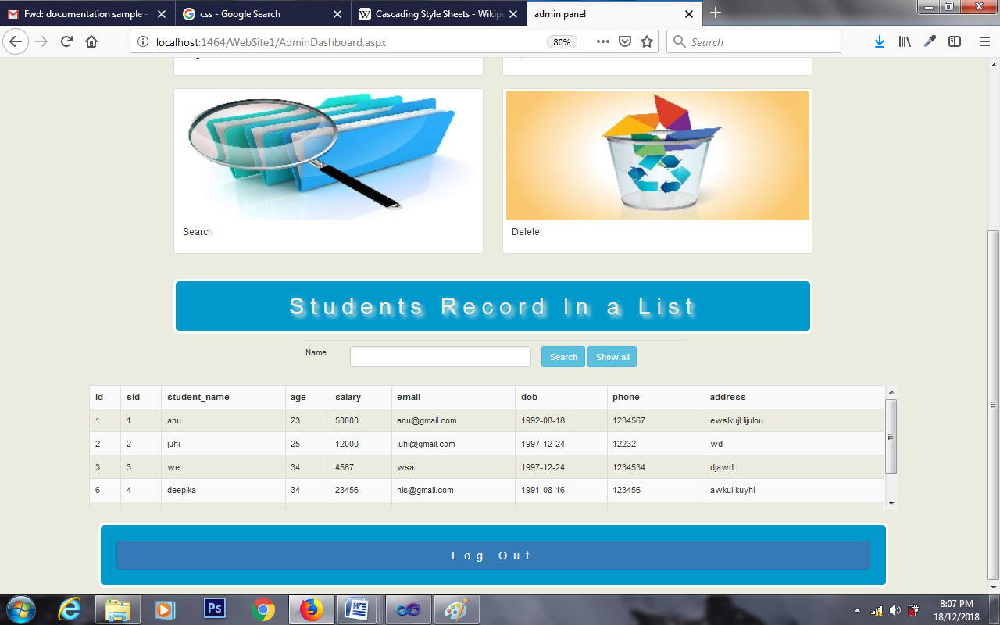 Fwd: documentation sample -
css - Google Search
Cascading Style Sheets - Wikip
admin panel
localhost:1464/WebSite1/AdminDashboard.aspx
80%
Search
Search
Delete
Students Record In a List
Name
Search
Show all
id sid student_name age salary email dob phone address
1 1 anu 23 50000 anu@gmail.com 1992-08-18 1234567 ewslkujl lijulou
2 2 juhi 25 12000 juhi@gmail.com 1997-12-24 12232 wd
3 3 we 34 4567 wsa 1997-12-24 1234534 djawd
6 4 deepika 34 23456 nis@gmail.com 1991-08-16 123456 awkui kuyhi
Log Out
Ps
8:07 PM
18/12/2018